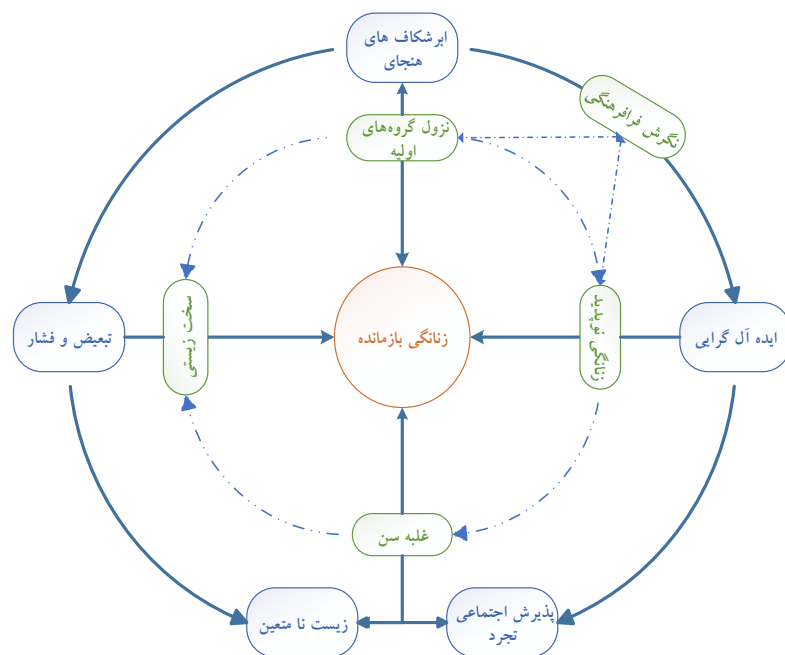 ابرشکاف های
هنجای
نگرش فرافرهنگی
نزول گروه‌های
اولیه
سخت زیستی
زنانگی نوپدید
ایده آل گرایی
زنانگی بازمانده
تبعیض و فشار
غلبه سن
پذیرش اجتماعی
تجرد
زیست نا متعین